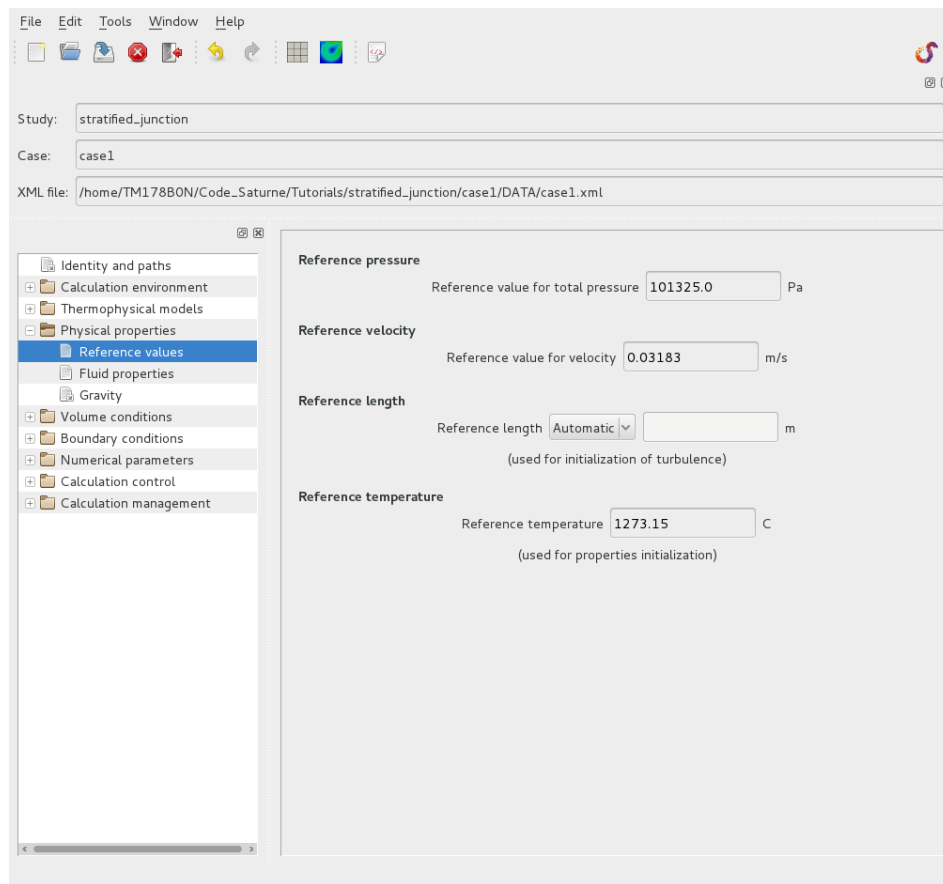 File Edit Tools Window Help
Study: stratified_junction
Case: case1
XML file: /home/TM178B0N/Code_Saturne/Tutorials/stratified_junction/case1/DATA/case1.xml
Identity and paths
Calculation environment
Thermophysical models
Physical properties
Reference values
Fluid properties
Gravity
Volume conditions
Boundary conditions
Numerical parameters
Calculation control
Calculation management
Reference pressure
Reference value for total pressure 101325.0 Pa
Reference velocity
Reference value for velocity 0.03183 m/s
Reference length
Reference length Automatic m
(used for initialization of turbulence)
Reference temperature
Reference temperature 1273.15 C
(used for properties initialization)